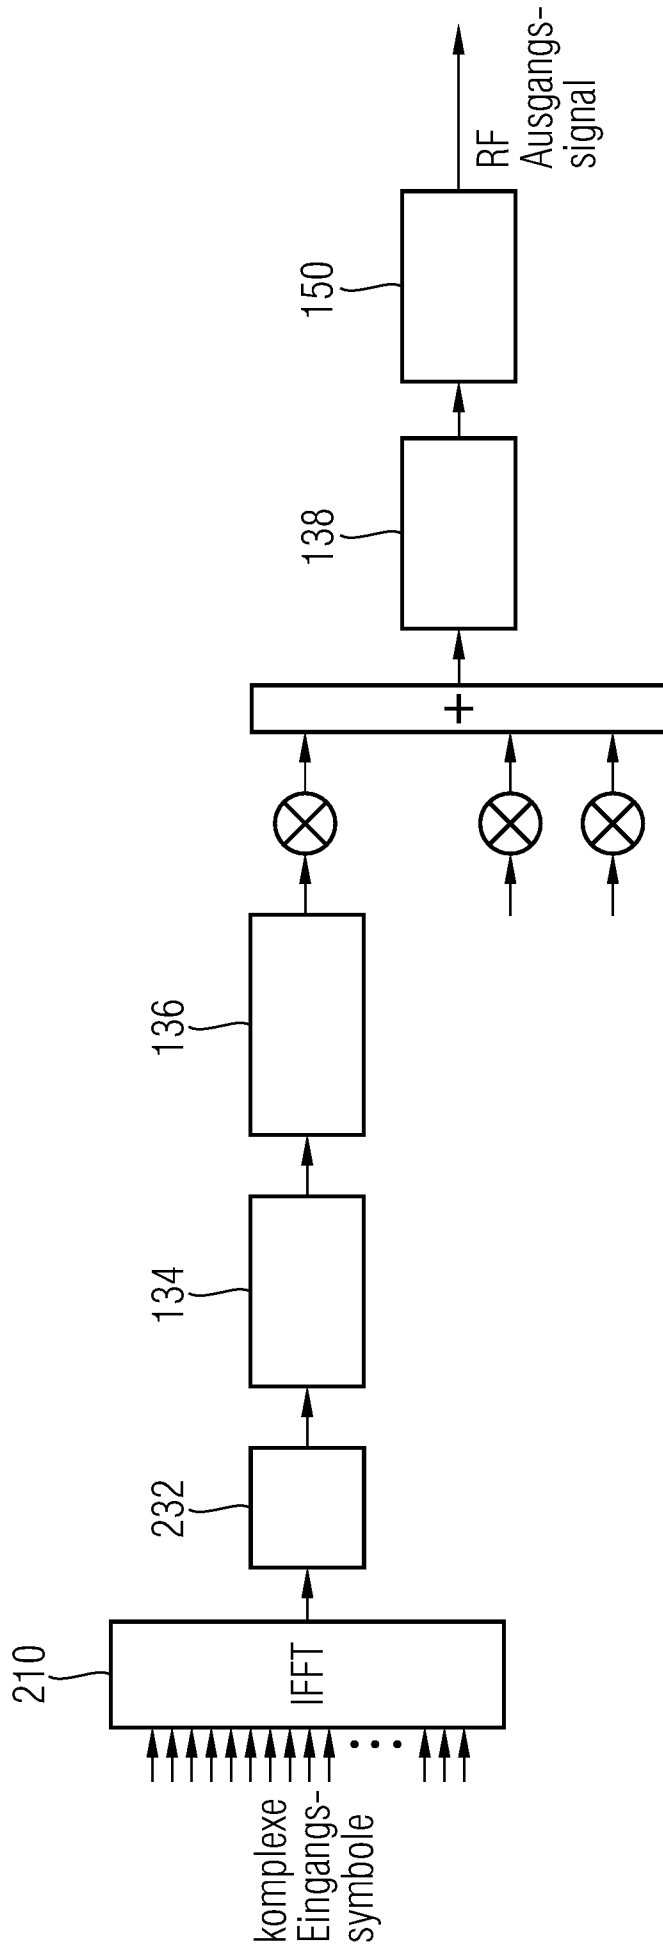 komplexe
Eingangs-
symbole
210
IFFT
232
134
136
+
138
150
RF
Ausgangs-
signal